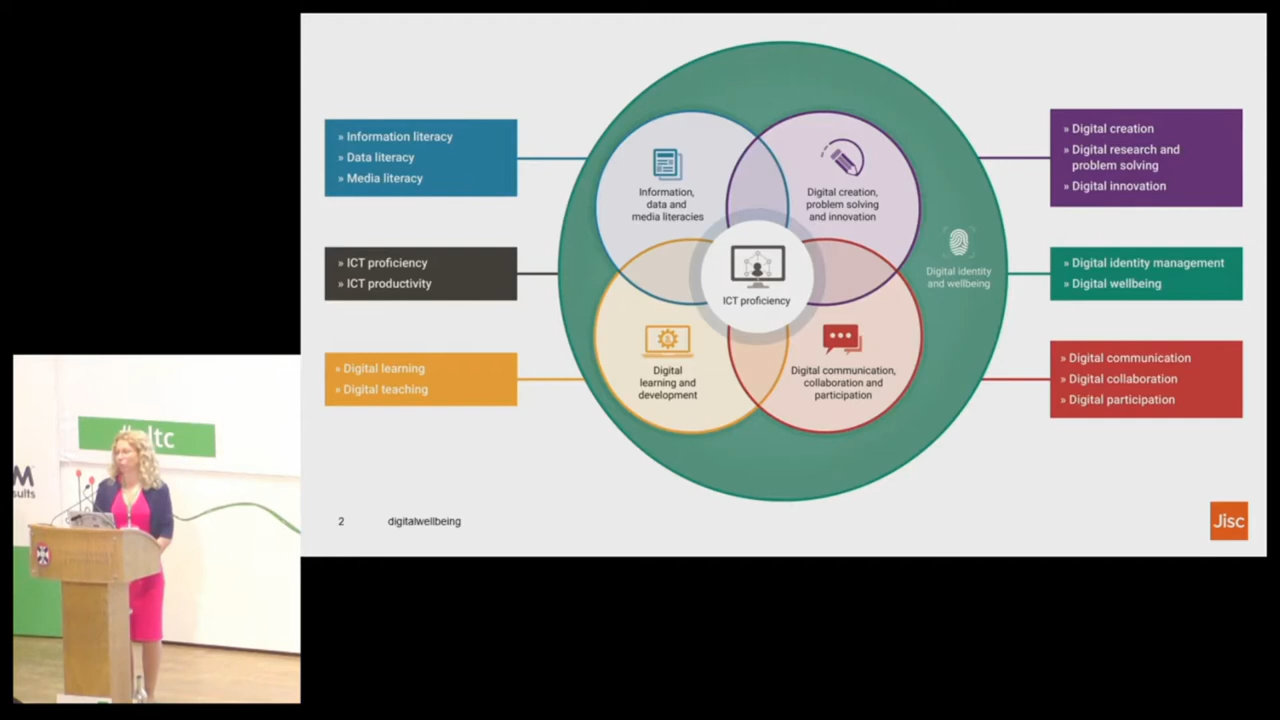 » Information literacy
» Data literacy
» Media literacy
» ICT proficiency
» ICT productivity
» Digital learning
» Digital teaching
Information,
data and
media literacies
Digital creation,
problem solving
and innovation
ICT proficiency
Digital
learning and
development
Digital communication,
collaboration and
participation
Digital identity
and wellbeing
» Digital creation
» Digital research and
problem solving
» Digital innovation
» Digital identity management
» Digital wellbeing
» Digital communication
» Digital collaboration
» Digital participation
2
digitalwellbeing
Jisc